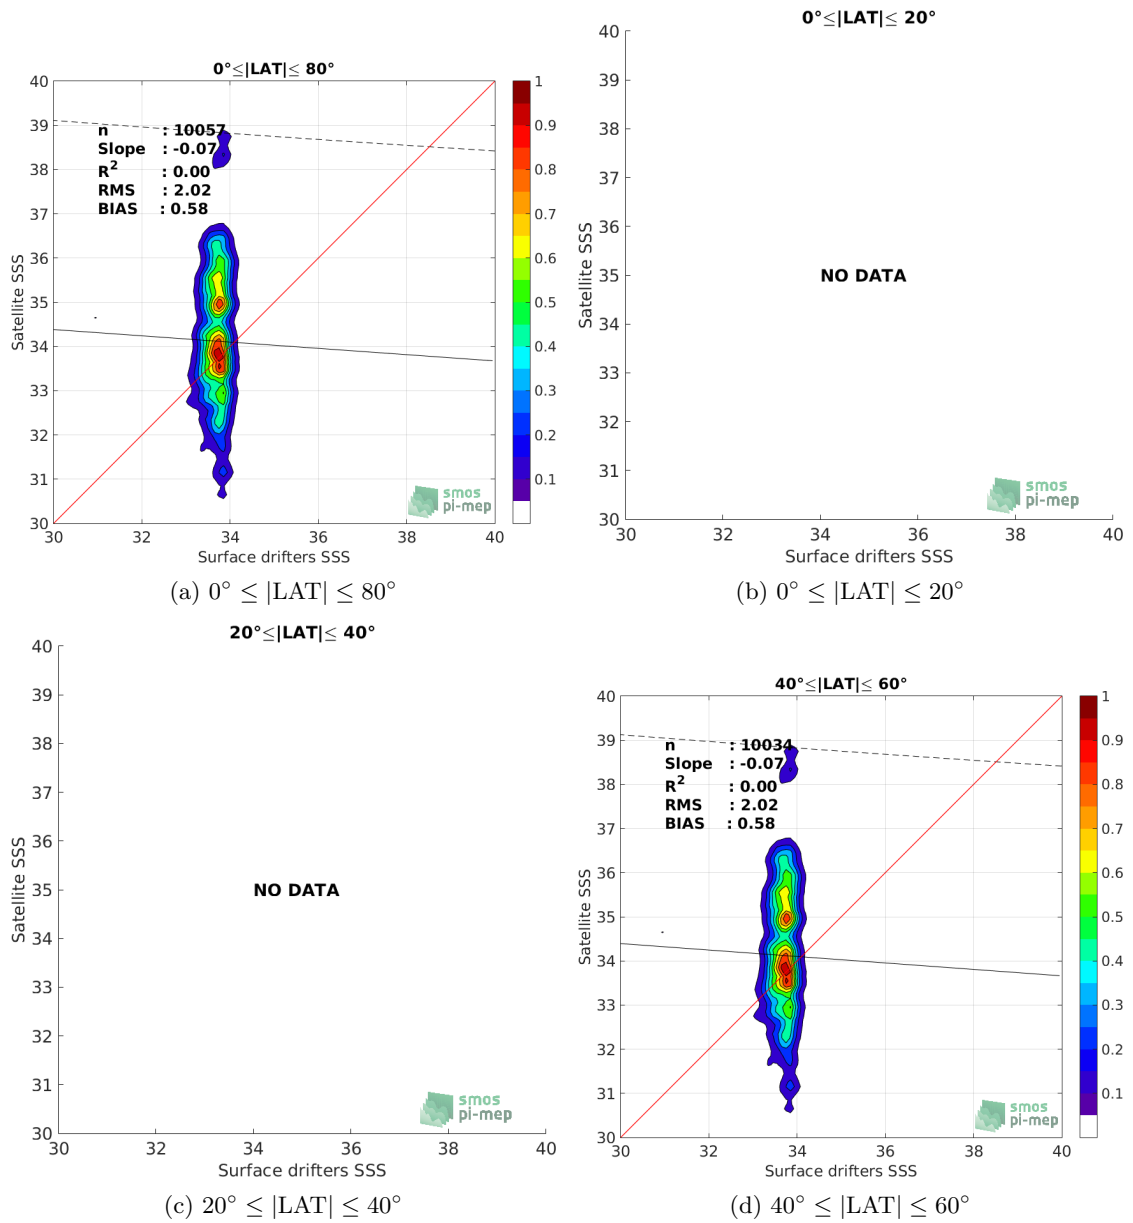 0°≤|LAT|≤ 80°
40
39
38
37
36
35
34
33
32
31
30
n : 10057
Slope : -0.07
R2 : 0.00
RMS : 2.02
BIAS : 0.58
Satellite SSS
30 32 34 36 38 40
Surface drifters SSS
1
0.9
0.8
0.7
0.6
0.5
0.4
0.3
0.2
0.1
smos
pi-mep
(a) 0° ≤ |LAT| ≤ 80°
0°≤|LAT|≤ 20°
40
39
38
37
36
35
34
33
32
31
30
NO DATA
Satellite SSS
30 32 34 36 38 40
Surface drifters SSS
smos
pi-mep
(b) 0° ≤ |LAT| ≤ 20°
20°≤|LAT|≤ 40°
40
39
38
37
36
35
34
33
32
31
30
NO DATA
Satellite SSS
30 32 34 36 38 40
Surface drifters SSS
smos
pi-mep
(c) 20° ≤ |LAT| ≤ 40°
40°≤|LAT|≤ 60°
40
39
38
37
36
35
34
33
32
31
30
n : 10034
Slope : -0.07
R2 : 0.00
RMS : 2.02
BIAS : 0.58
Satellite SSS
30 32 34 36 38 40
Surface drifters SSS
1
0.9
0.8
0.7
0.6
0.5
0.4
0.3
0.2
0.1
smos
pi-mep
(d) 40° ≤ |LAT| ≤ 60°